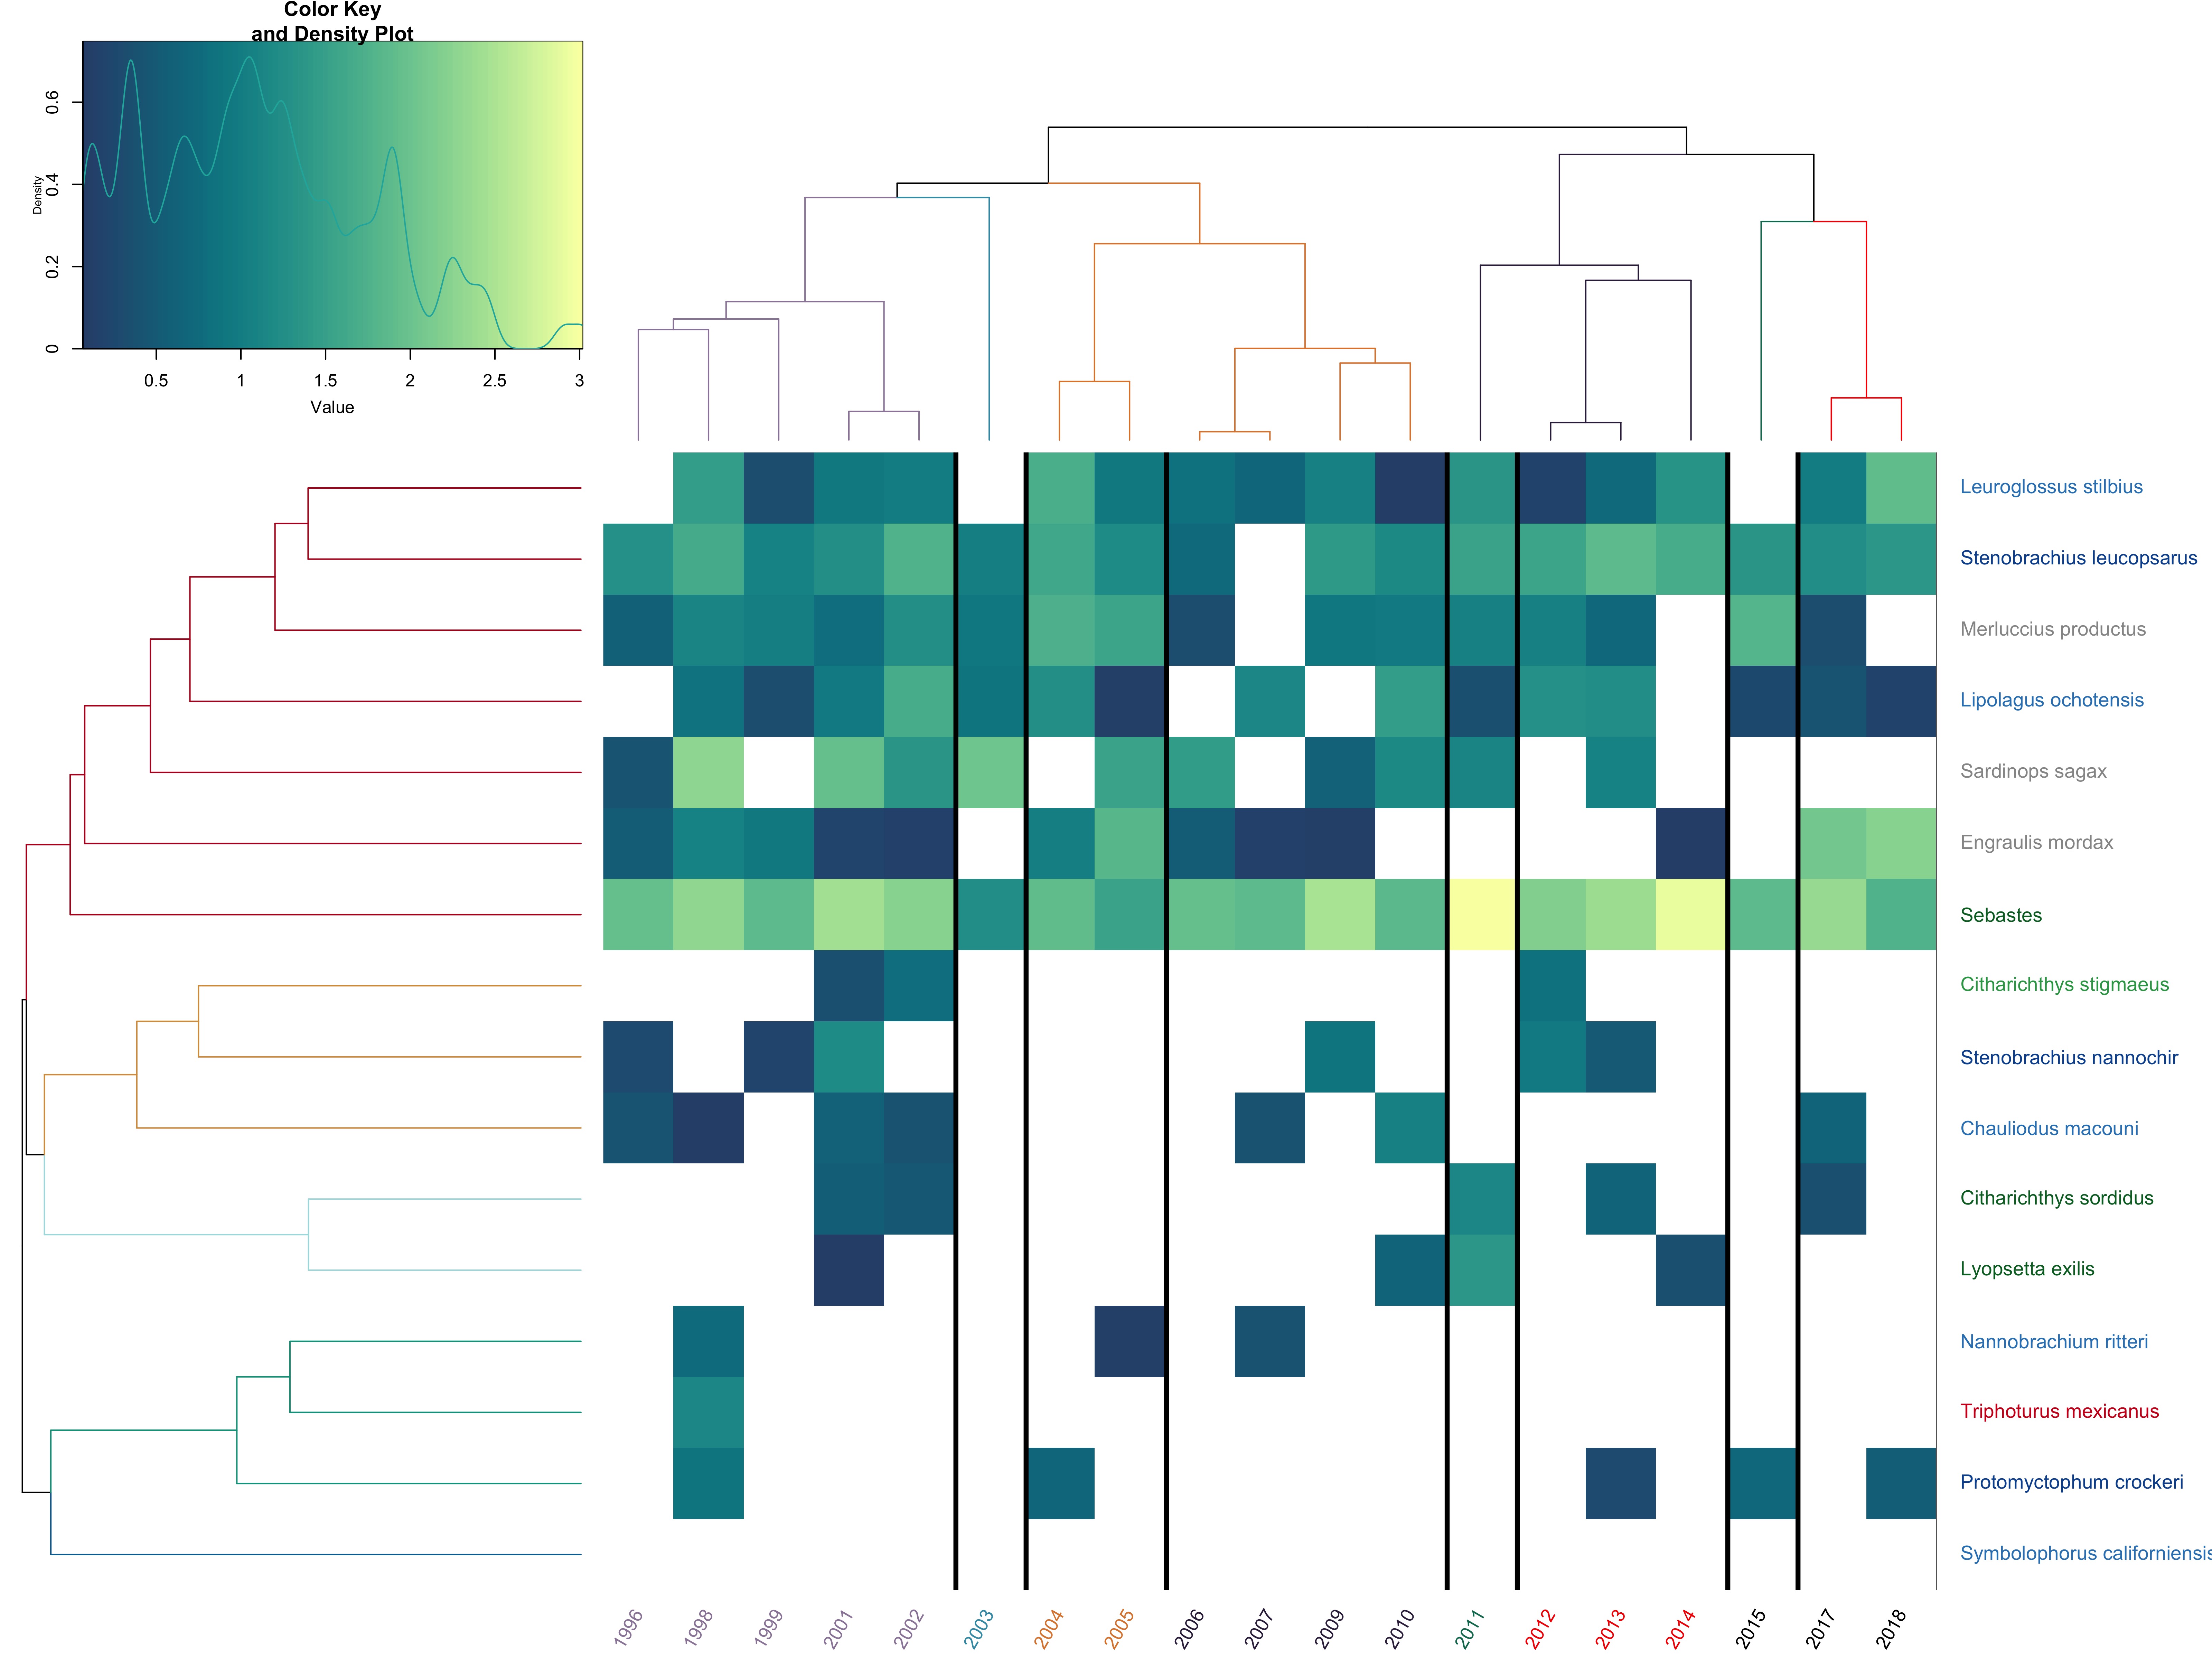 Color Key
and Density Plot
Density
0 0.2 0.4 0.6
0.5 1 1.5 2 2.5 3
Value
Leuroglossus stilbius
Stenobrachius leucopsarus
Merluccius productus
Lipolagus ochotensis
Sardinops sagax
Engraulis mordax
Sebastes
Citharichthys stigmaeus
Stenobrachius nannochir
Chauliodus macouni
Citharichthys sordidus
Lyopsetta exilis
Nannobrachium ritteri
Triphoturus mexicanus
Protomyctophum crockeri
Symbolophorus californiensis
1996 1998 1999 2001 2002 2003 2004 2005 2006 2007 2009 2010 2011 2012 2013 2014 2015 2017 2018